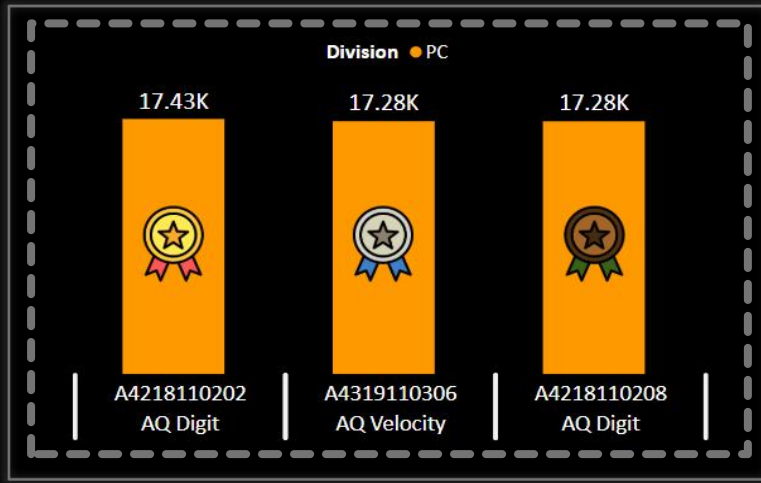 Division PC
17.43K 17.28K 17.28K
A4218110202 A4319110306 A4218110208
AQ Digit AQ Velocity AQ Digit